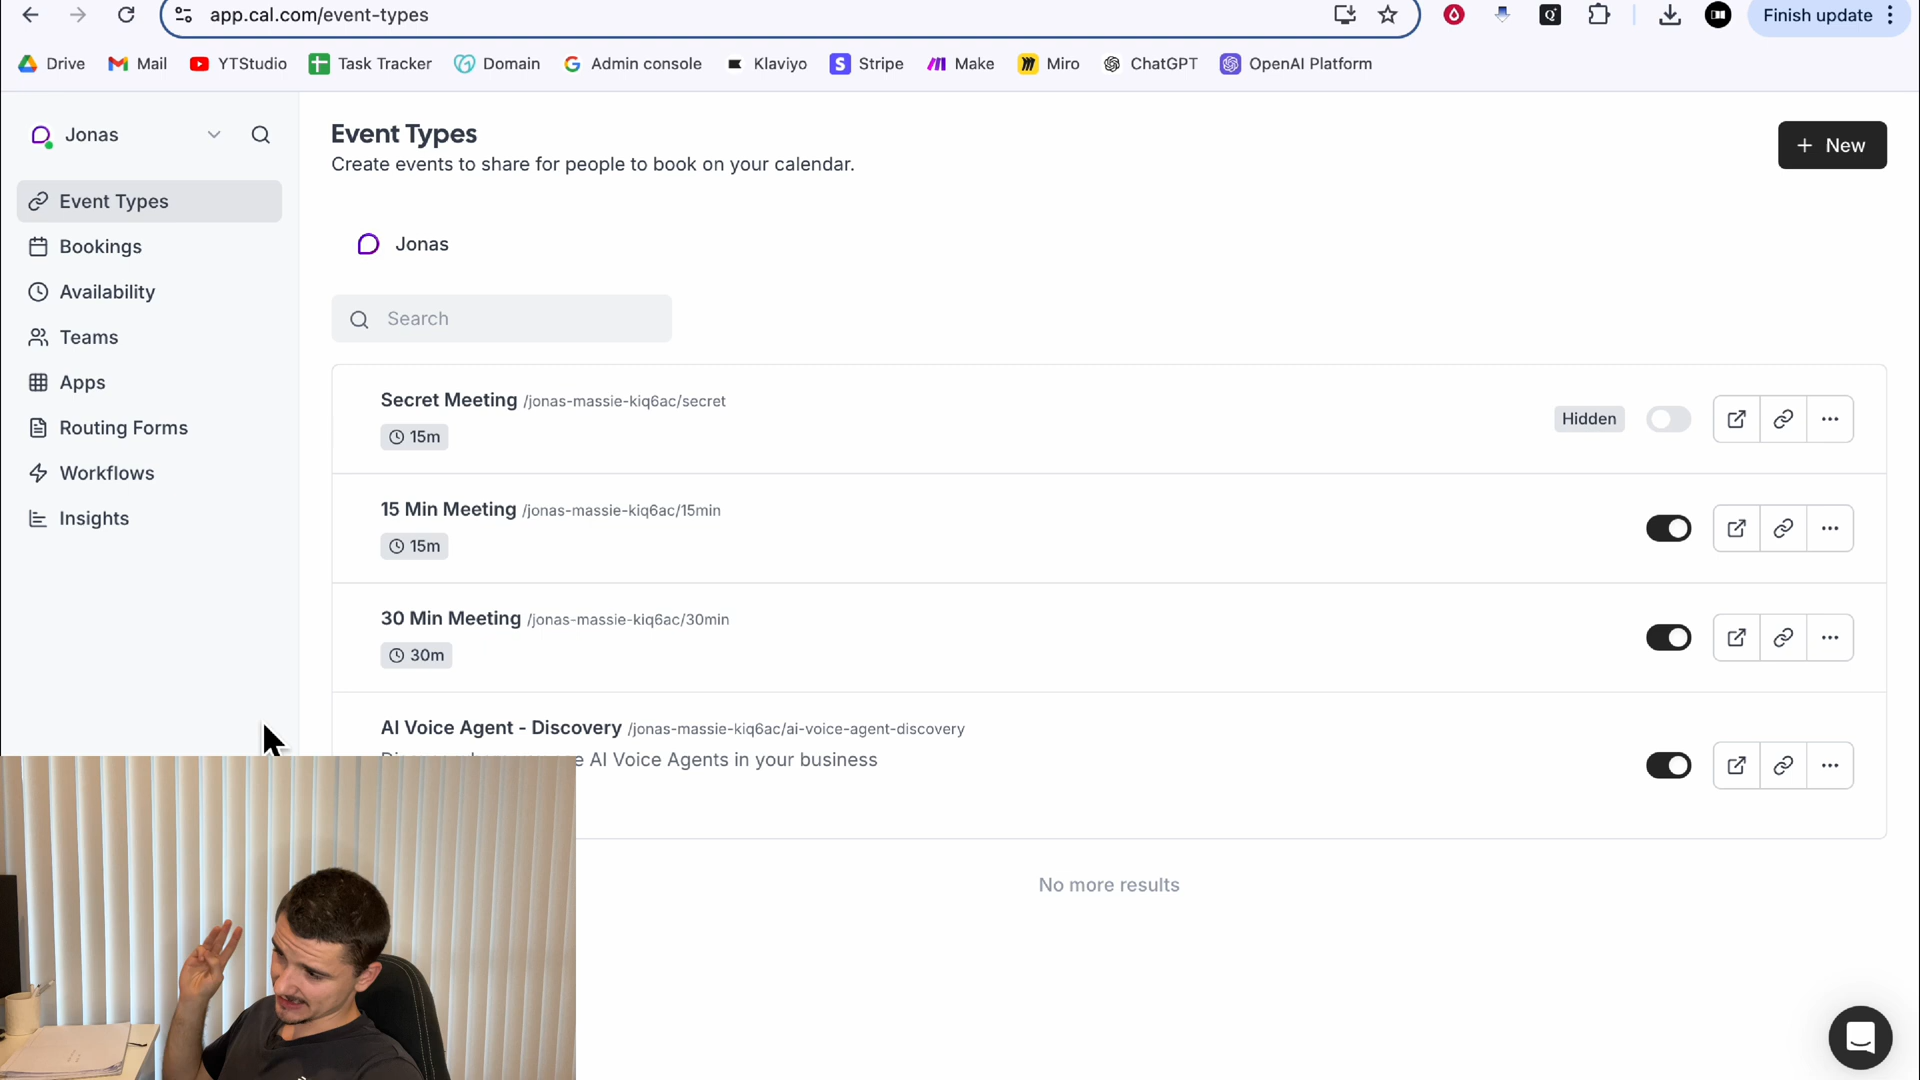 app.cal.com/event-types
Finish update
Drive
Mail
YTStudio
Task Tracker
Domain
Admin console
Klaviyo
Stripe
Make
Miro
ChatGPT
OpenAI Platform
Jonas
Event Types
Bookings
Availability
Teams
Apps
Routing Forms
Workflows
Insights
Event Types
Create events to share for people to book on your calendar.
+ New
Jonas
Search
Secret Meeting /jonas-massie-kiq6ac/secret
15m
Hidden
15 Min Meeting /jonas-massie-kiq6ac/15min
15m
30 Min Meeting /jonas-massie-kiq6ac/30min
30m
AI Voice Agent - Discovery /jonas-massie-kiq6ac/ai-voice-agent-discovery
AI Voice Agents in your business
No more results